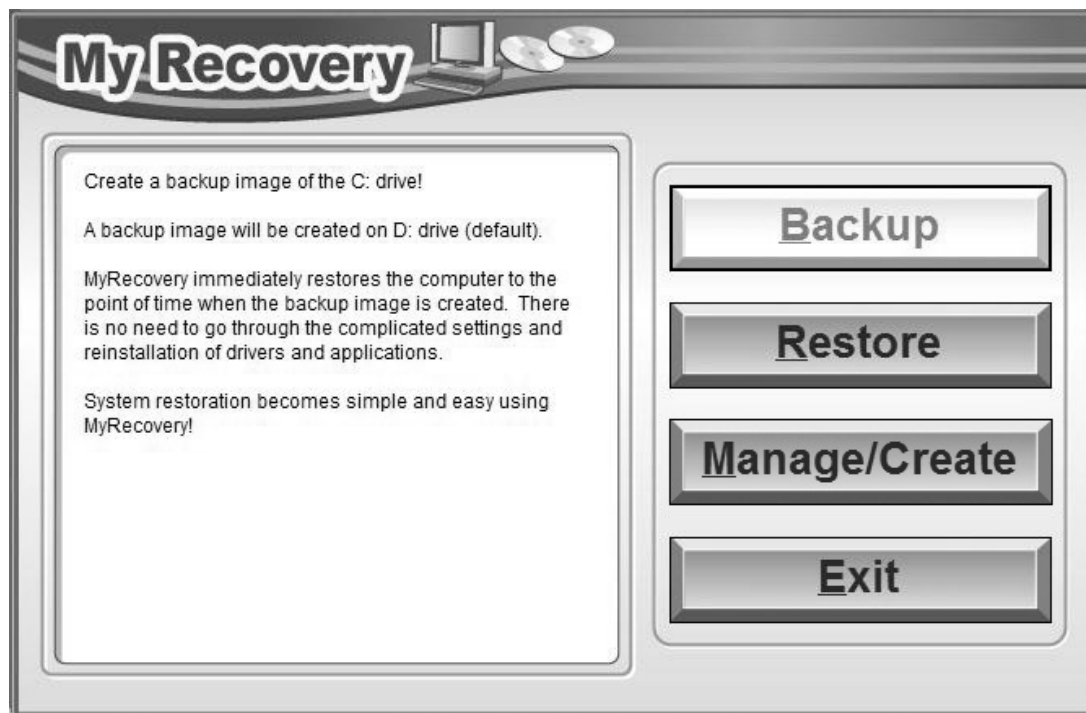 My Recovery
Create a backup image of the C: drive!
A backup image will be created on D: drive (default).
MyRecovery immediately restores the computer to the
point of time when the backup image is created.  There
is no need to go through the complicated settings and
reinstallation of drivers and applications.
System restoration becomes simple and easy using
MyRecovery!
Backup
Restore
Manage/Create
Exit